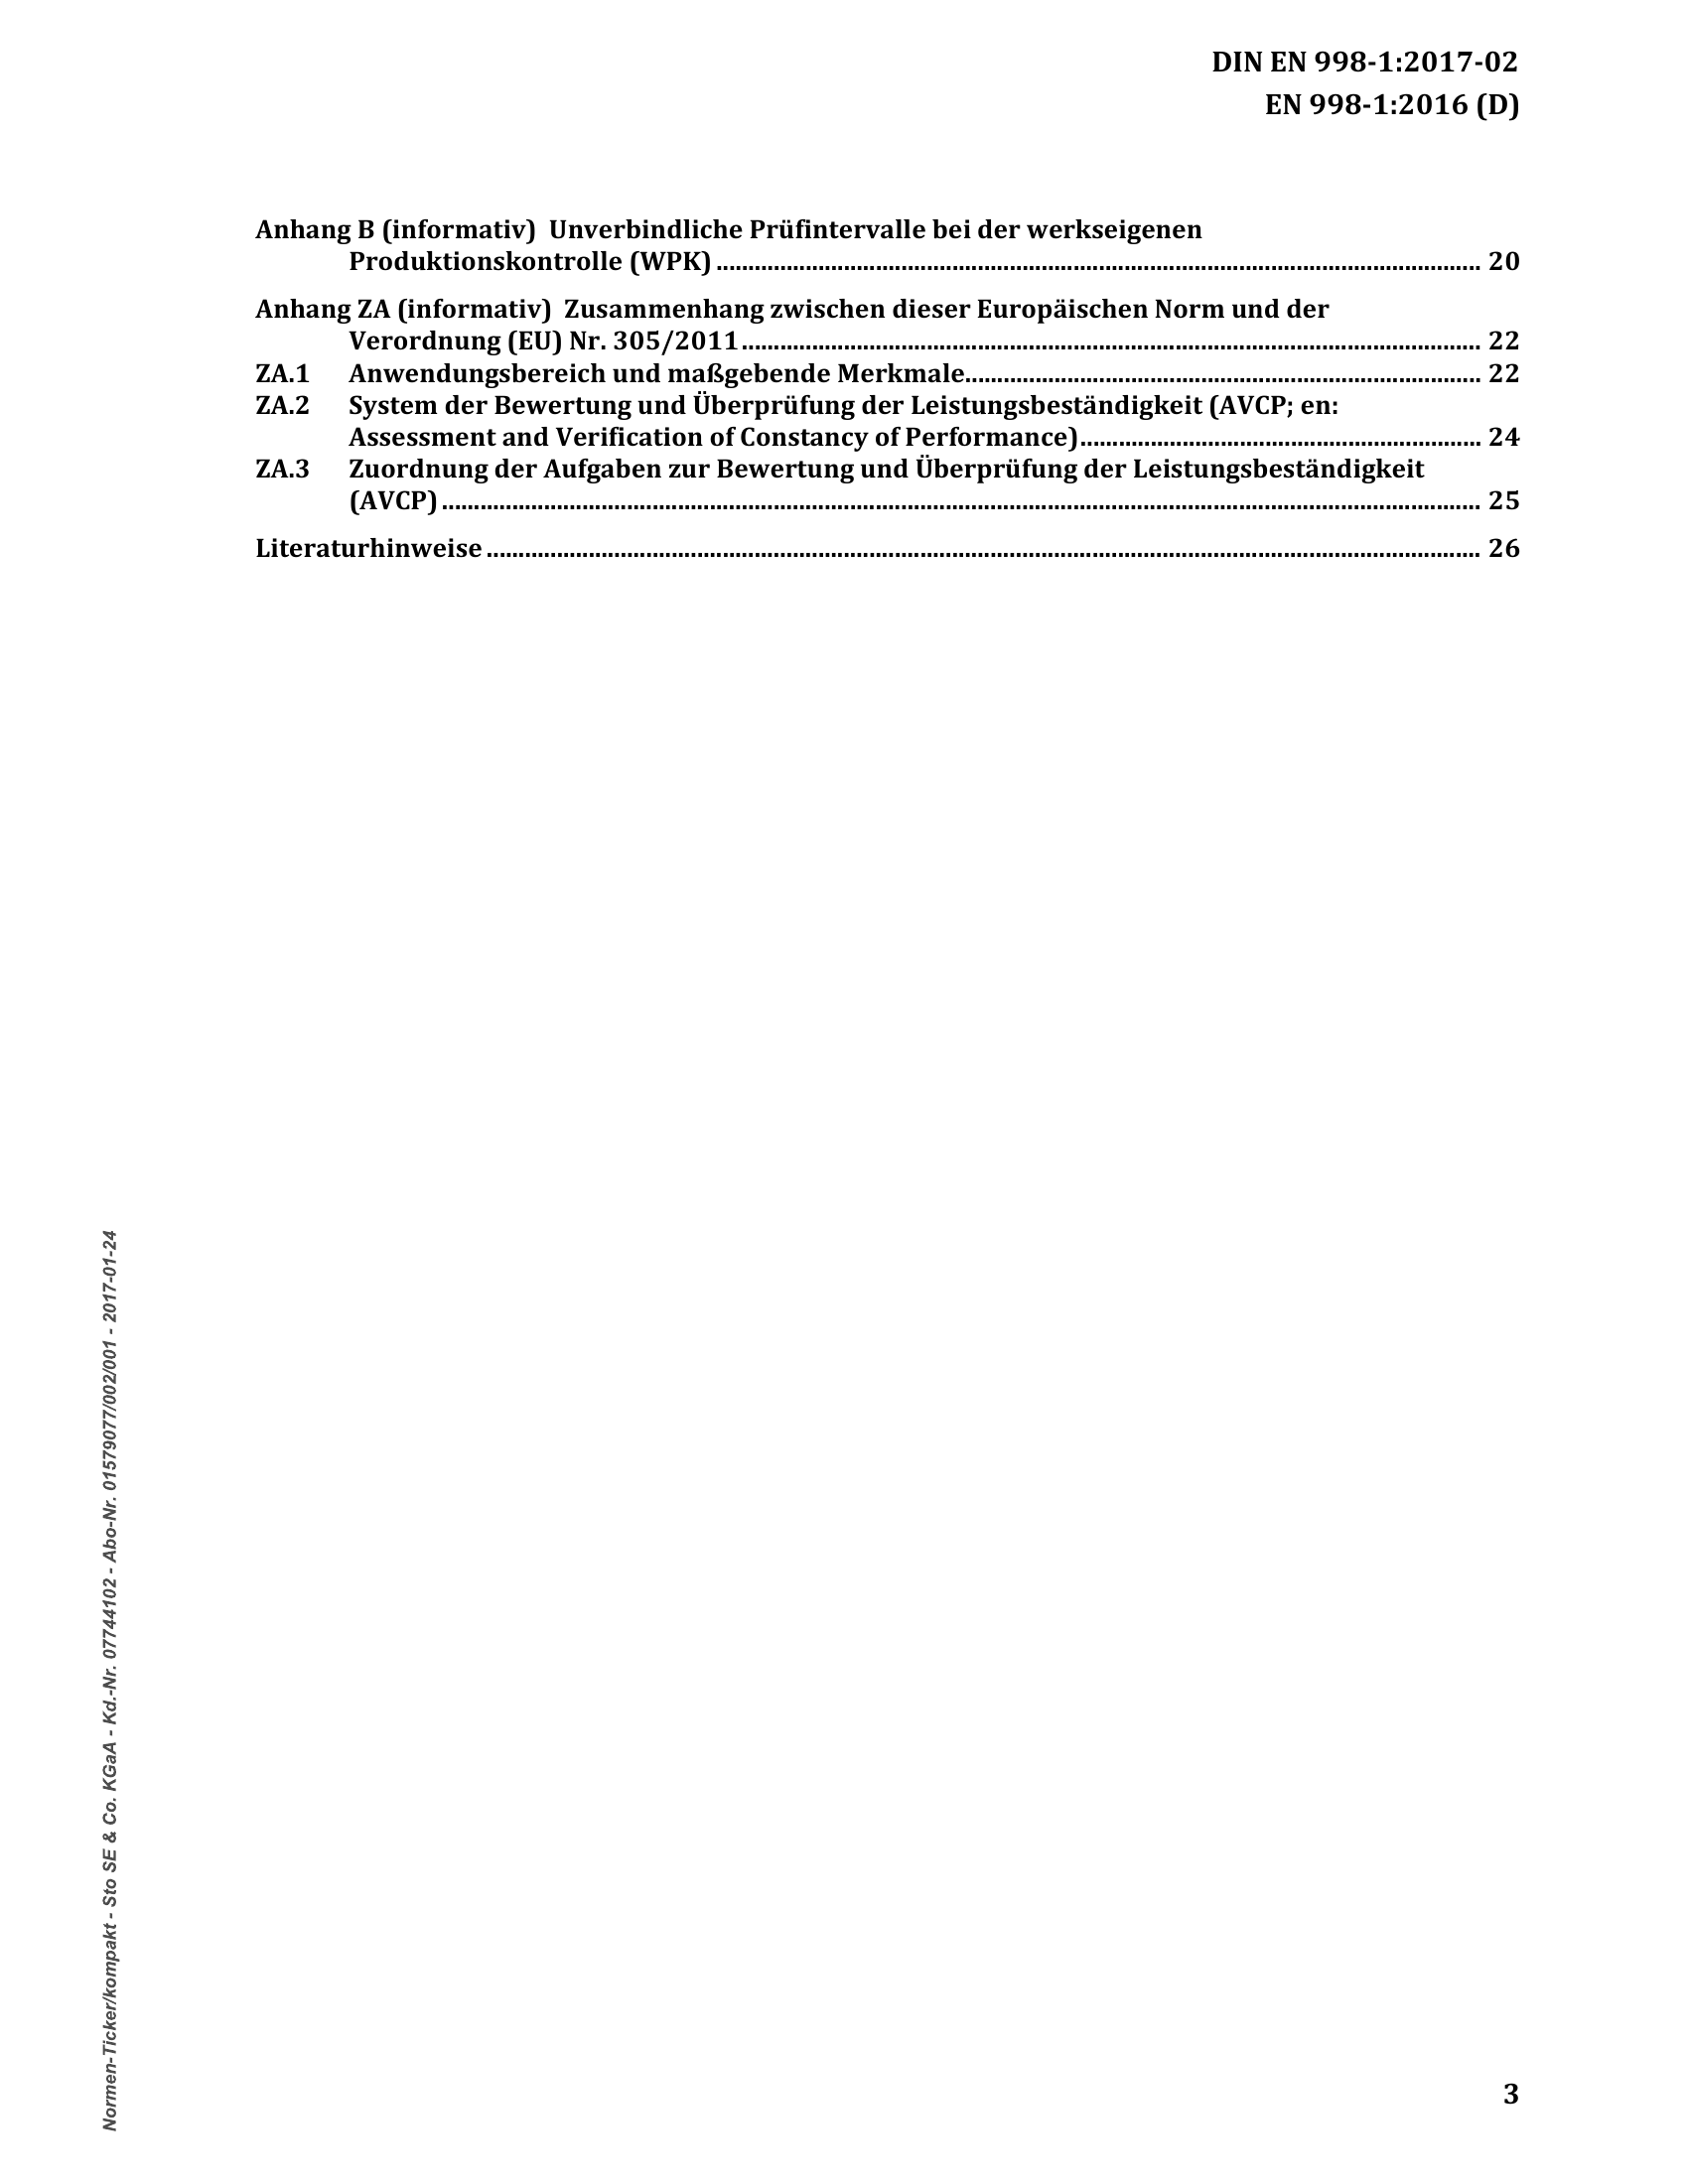 DIN EN 998-1:2017-02
EN 998-1:2016 (D)
Anhang B (informativ)  Unverbindliche Prüfintervalle bei der werkseigenen
Produktionskontrolle (WPK) ........................................................................................................................ 20
Anhang ZA (informativ)  Zusammenhang zwischen dieser Europäischen Norm und der
Verordnung (EU) Nr. 305/2011 .................................................................................................................... 22
ZA.1 Anwendungsbereich und maßgebende Merkmale ................................................................................. 22
ZA.2 System der Bewertung und Überprüfung der Leistungsbeständigkeit (AVCP; en:
Assessment and Verification of Constancy of Performance) ............................................................... 24
ZA.3 Zuordnung der Aufgaben zur Bewertung und Überprüfung der Leistungsbeständigkeit
(AVCP) .................................................................................................................................................... 25
Literaturhinweise ............................................................................................................................................ 26
Normen-Ticker/kompakt - Sto SE & Co. KGaA - Kd.-Nr. 07744102 - Abo-Nr. 01579077/002/001 - 2017-01-24
3